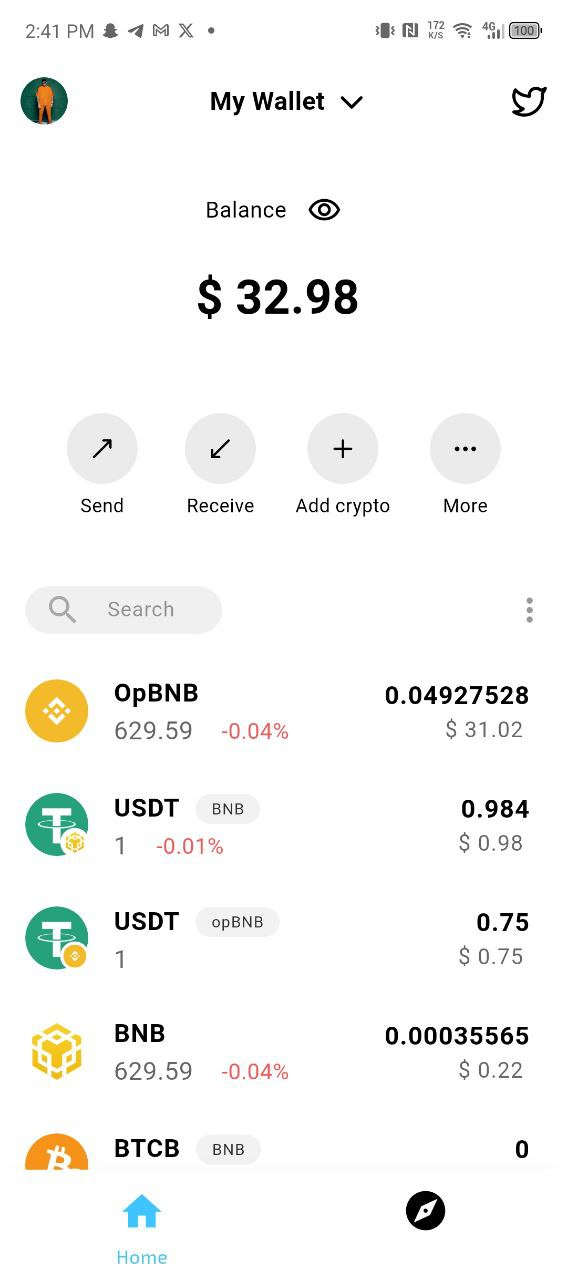 2:41 PM 172 K/S 4G 100
My Wallet
Balance
$ 32.98
Send Receive Add crypto More
Search
OpBNB 0.04927528
629.59 -0.04% $ 31.02
USDT BNB 0.984
1 -0.01% $ 0.98
USDT opBNB 0.75
1 $ 0.75
BNB 0.00035565
629.59 -0.04% $ 0.22
BTCB BNB 0
Home